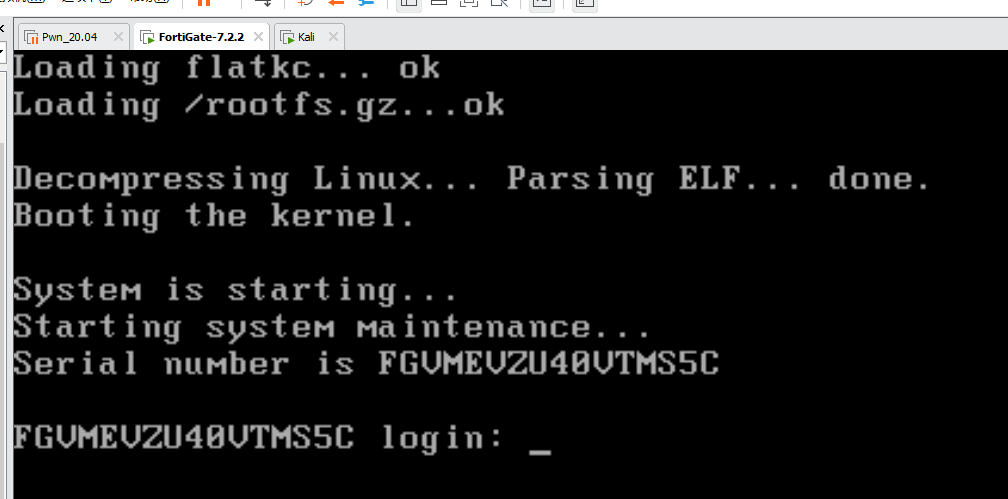 Pwn_20.04
FortiGate-7.2.2
Kali
Loading flatkc... ok
Loading /rootfs.gz...ok
Decompressing Linux... Parsing ELF... done.
Booting the kernel.
System is starting...
Starting system maintenance...
Serial number is FGVMEVZU40VTMS5C
FGVMEVZU40VTMS5C login: _